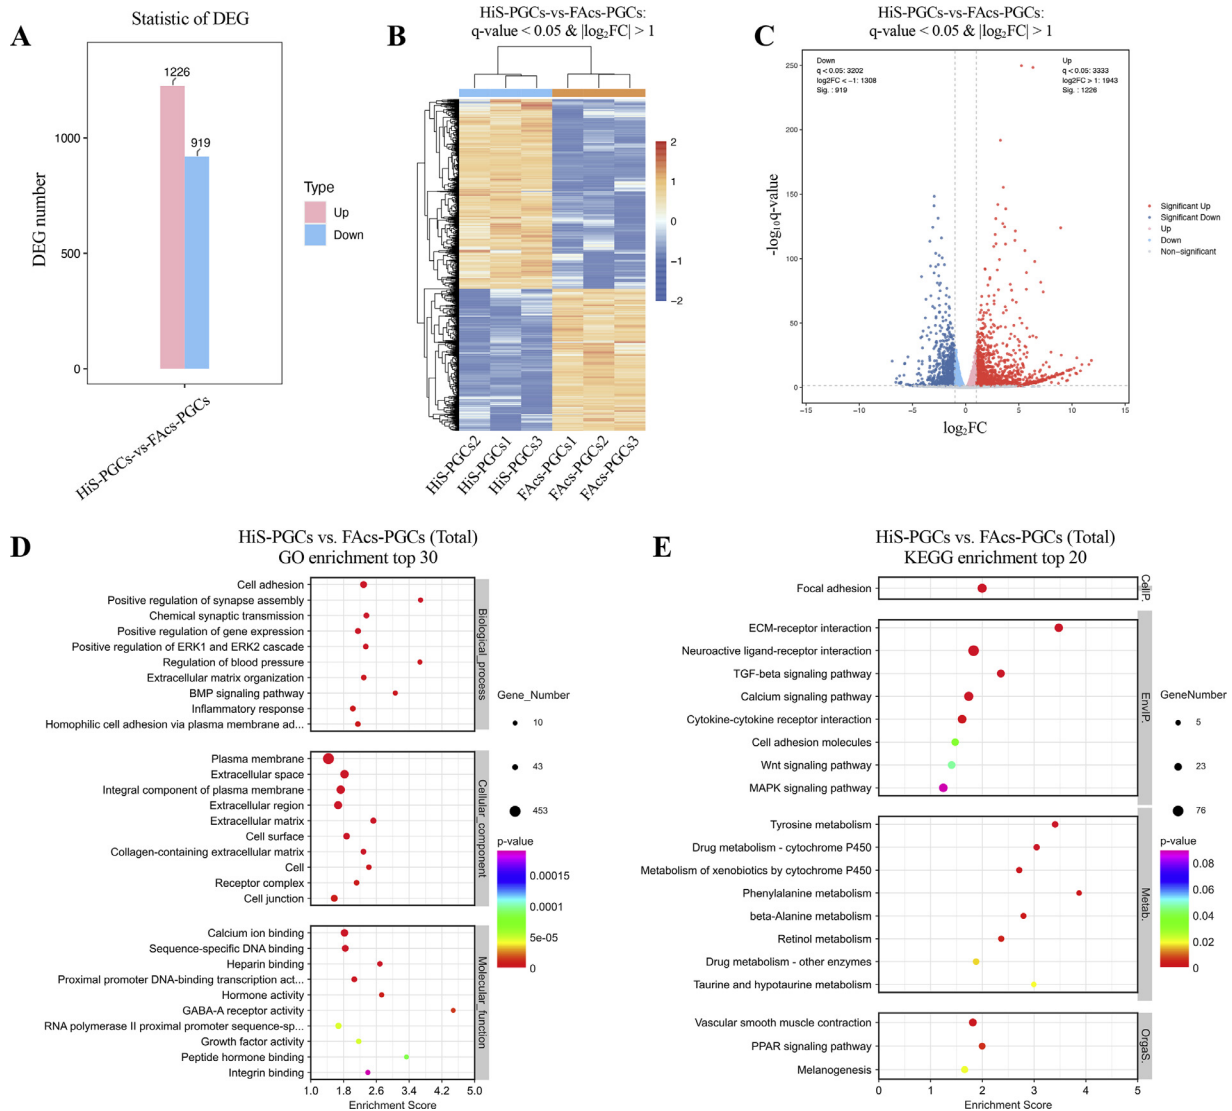 A
Statistic of DEG
1226
919
1000
500
0
DEG number
HiS-PGCs-vs-FAcs-PGCs
Type
Up
Down
B
HiS-PGCs-vs-FAcs-PGCs:
q-value < 0.05 & |log₂FC| > 1
2
1
0
−1
−2
HiS-PGCs2
HiS-PGCs1
HiS-PGCs3
FAcs-PGCs1
FAcs-PGCs2
FAcs-PGCs3
C
HiS-PGCs-vs-FAcs-PGCs:
q-value < 0.05 & |log₂FC| > 1
Down
q < 0.05: 3202
log2FC < −1: 1308
Sig. : 919
Up
q < 0.05: 3333
log2FC > 1: 1943
Sig. : 1226
250
200
150
100
50
0
-log₁₀q-value
−15
−10
−5
0
5
10
15
log₂FC
Significant Up
Significant Down
Up
Down
Non−significant
D
HiS-PGCs vs. FAcs-PGCs (Total)
GO enrichment top 30
Cell adhesion
Positive regulation of synapse assembly
Chemical synaptic transmission
Positive regulation of gene expression
Positive regulation of ERK1 and ERK2 cascade
Regulation of blood pressure
Extracellular matrix organization
BMP signaling pathway
Inflammatory response
Homophilic cell adhesion via plasma membrane ad...
Biological_process
Plasma membrane
Extracellular space
Integral component of plasma membrane
Extracellular region
Extracellular matrix
Cell surface
Collagen-containing extracellular matrix
Cell
Receptor complex
Cell junction
Cellular_component
Calcium ion binding
Sequence-specific DNA binding
Heparin binding
Proximal promoter DNA-binding transcription act...
Hormone activity
GABA-A receptor activity
RNA polymerase II proximal promoter sequence-sp...
Growth factor activity
Peptide hormone binding
Integrin binding
Molecular_function
1.0
1.8
2.6
3.4
4.2
5.0
Enrichment Score
Gene_Number
10
43
453
p-value
0.00015
0.0001
5e-05
0
E
HiS-PGCs vs. FAcs-PGCs (Total)
KEGG enrichment top 20
Focal adhesion
CellP.
ECM-receptor interaction
Neuroactive ligand-receptor interaction
TGF-beta signaling pathway
Calcium signaling pathway
Cytokine-cytokine receptor interaction
Cell adhesion molecules
Wnt signaling pathway
MAPK signaling pathway
EnvIP.
Tyrosine metabolism
Drug metabolism - cytochrome P450
Metabolism of xenobiotics by cytochrome P450
Phenylalanine metabolism
beta-Alanine metabolism
Retinol metabolism
Drug metabolism - other enzymes
Taurine and hypotaurine metabolism
Metab.
Vascular smooth muscle contraction
PPAR signaling pathway
Melanogenesis
OrgaS.
0
1
2
3
4
5
Enrichment Score
GeneNumber
5
23
76
p-value
0.08
0.06
0.04
0.02
0